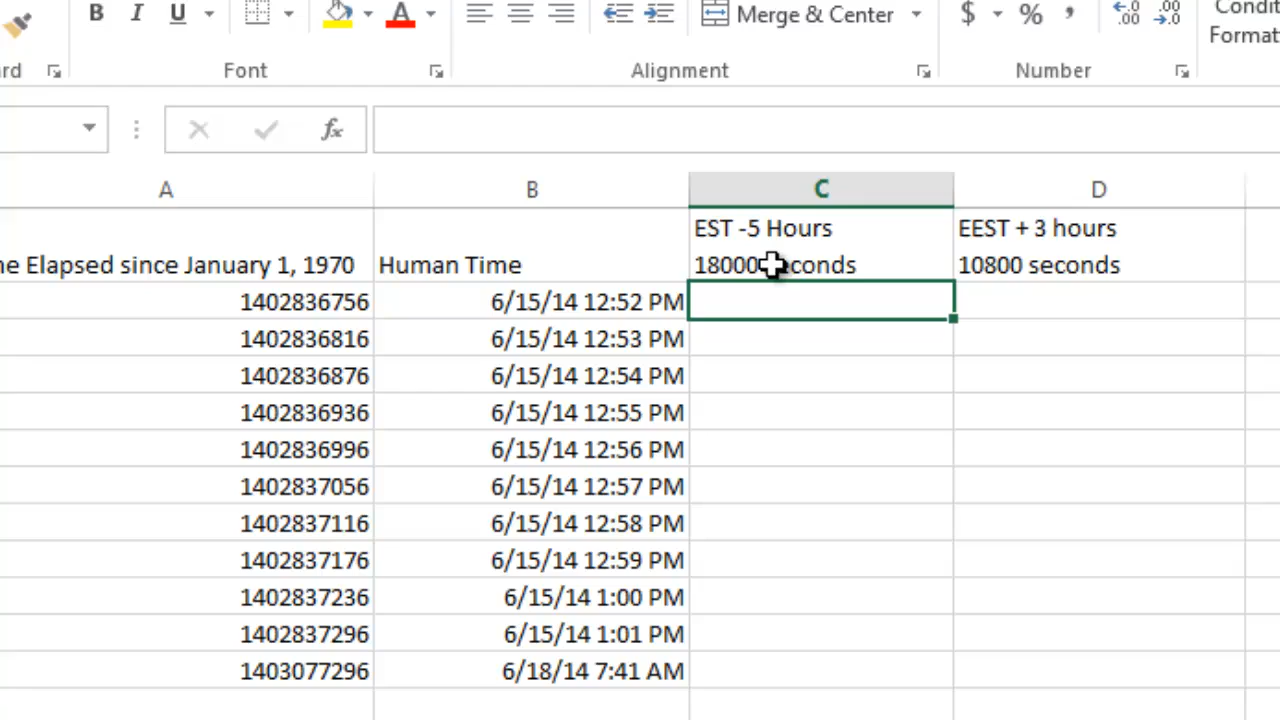 B I U A Merge & Center $ % , .00 .00
Format
Font Alignment Number
fx
A B C D
EST -5 Hours EEST + 3 hours
Elapsed since January 1, 1970 Human Time 10800 seconds
1402836756 6/15/14 12:52 PM
1402836816 6/15/14 12:53 PM
1402836876 6/15/14 12:54 PM
1402836936 6/15/14 12:55 PM
1402836996 6/15/14 12:56 PM
1402837056 6/15/14 12:57 PM
1402837116 6/15/14 12:58 PM
1402837176 6/15/14 12:59 PM
1402837236 6/15/14 1:00 PM
1402837296 6/15/14 1:01 PM
1403077296 6/18/14 7:41 AM